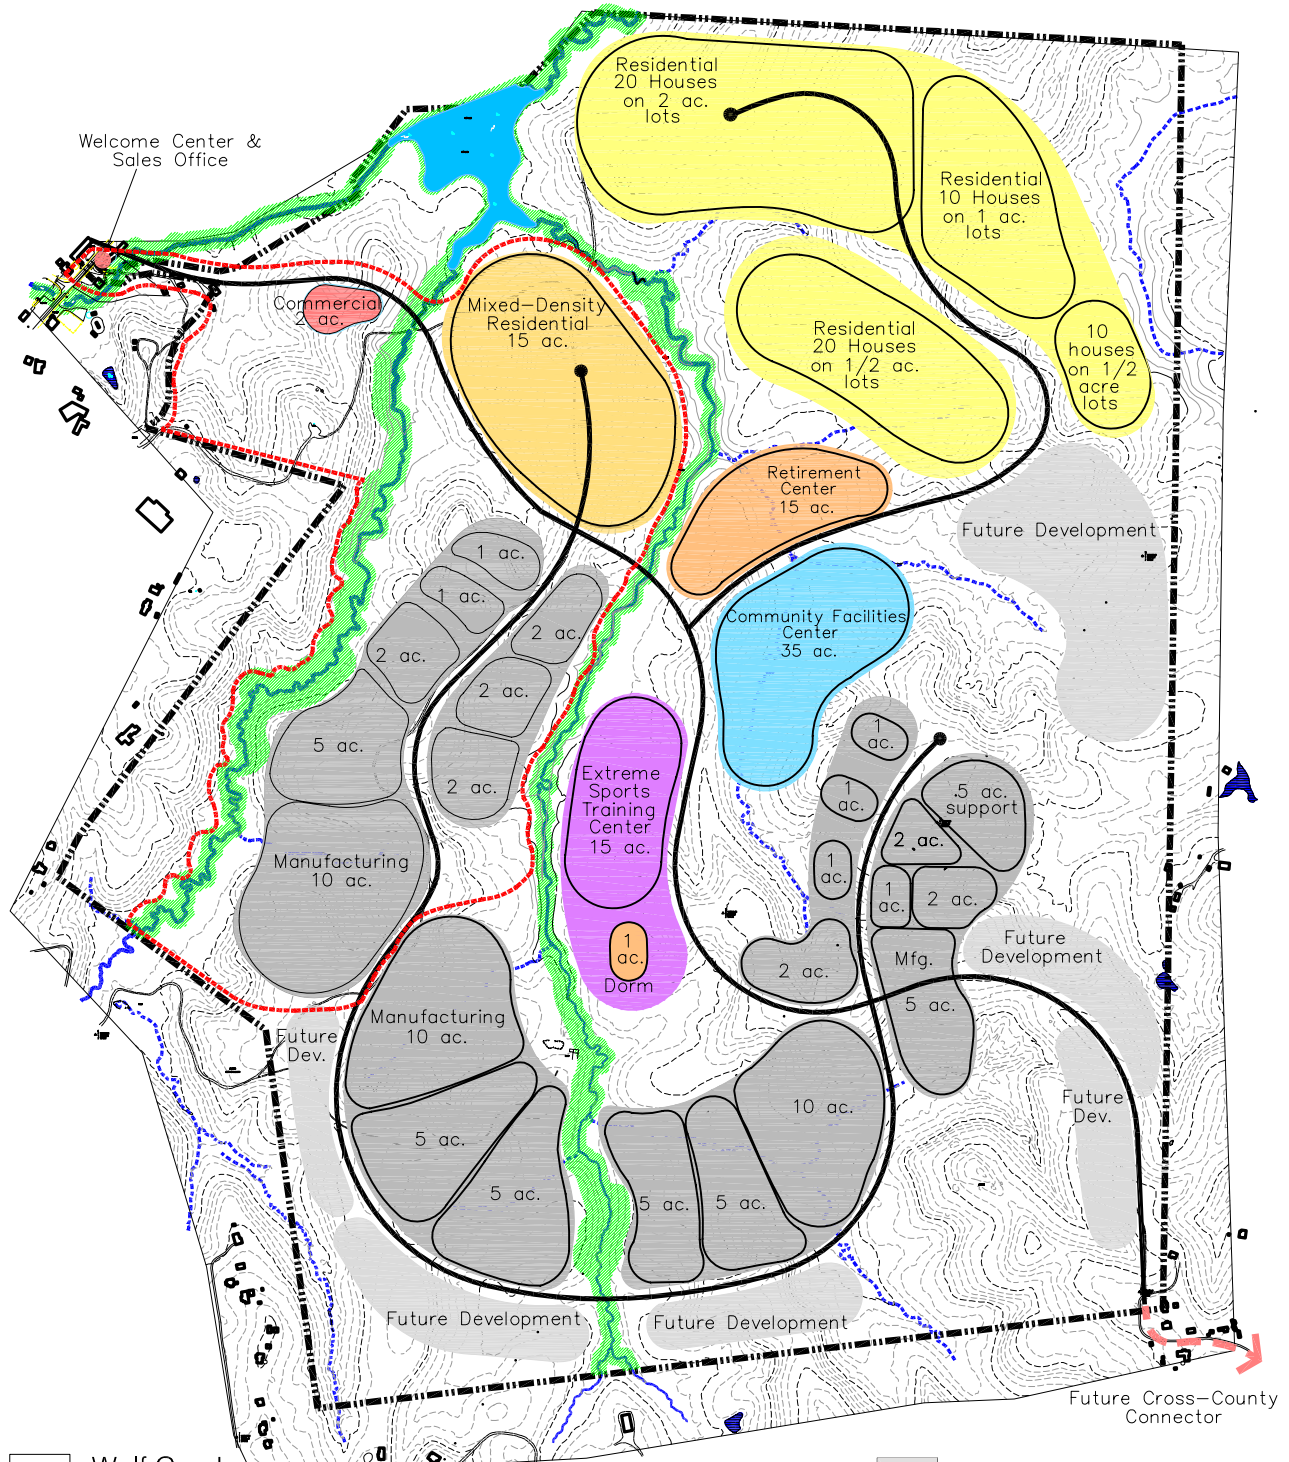 Residential
20 Houses
on 2 ac.
lots
Welcome Center &
Sales Office
Residential
10 Houses
on 1 ac.
lots
Commercial
2 ac.
Mixed-Density
Residential
15 ac.
Residential
20 Houses
on 1/2 ac.
lots
10
houses
on 1/2
acre
lots
Retirement
Center
15 ac.
Future Development
1 ac.
1 ac.
2 ac.
2 ac.
2 ac.
2 ac.
5 ac.
Community Facilities
Center
35 ac.
Extreme
Sports
Training
Center
15 ac.
1
ac.
Dorm
1
ac.
1
ac.
1
ac.
.5 ac.
support
2 ac.
1
ac.
2 ac.
2 ac.
Manufacturing
10 ac.
Mfg.
5 ac.
Future
Development
Manufacturing
10 ac.
Future
Dev.
5 ac.
5 ac.
5 ac.
5 ac.
10 ac.
Future
Dev.
Future Development
Future Development
Future Cross-County
Connector